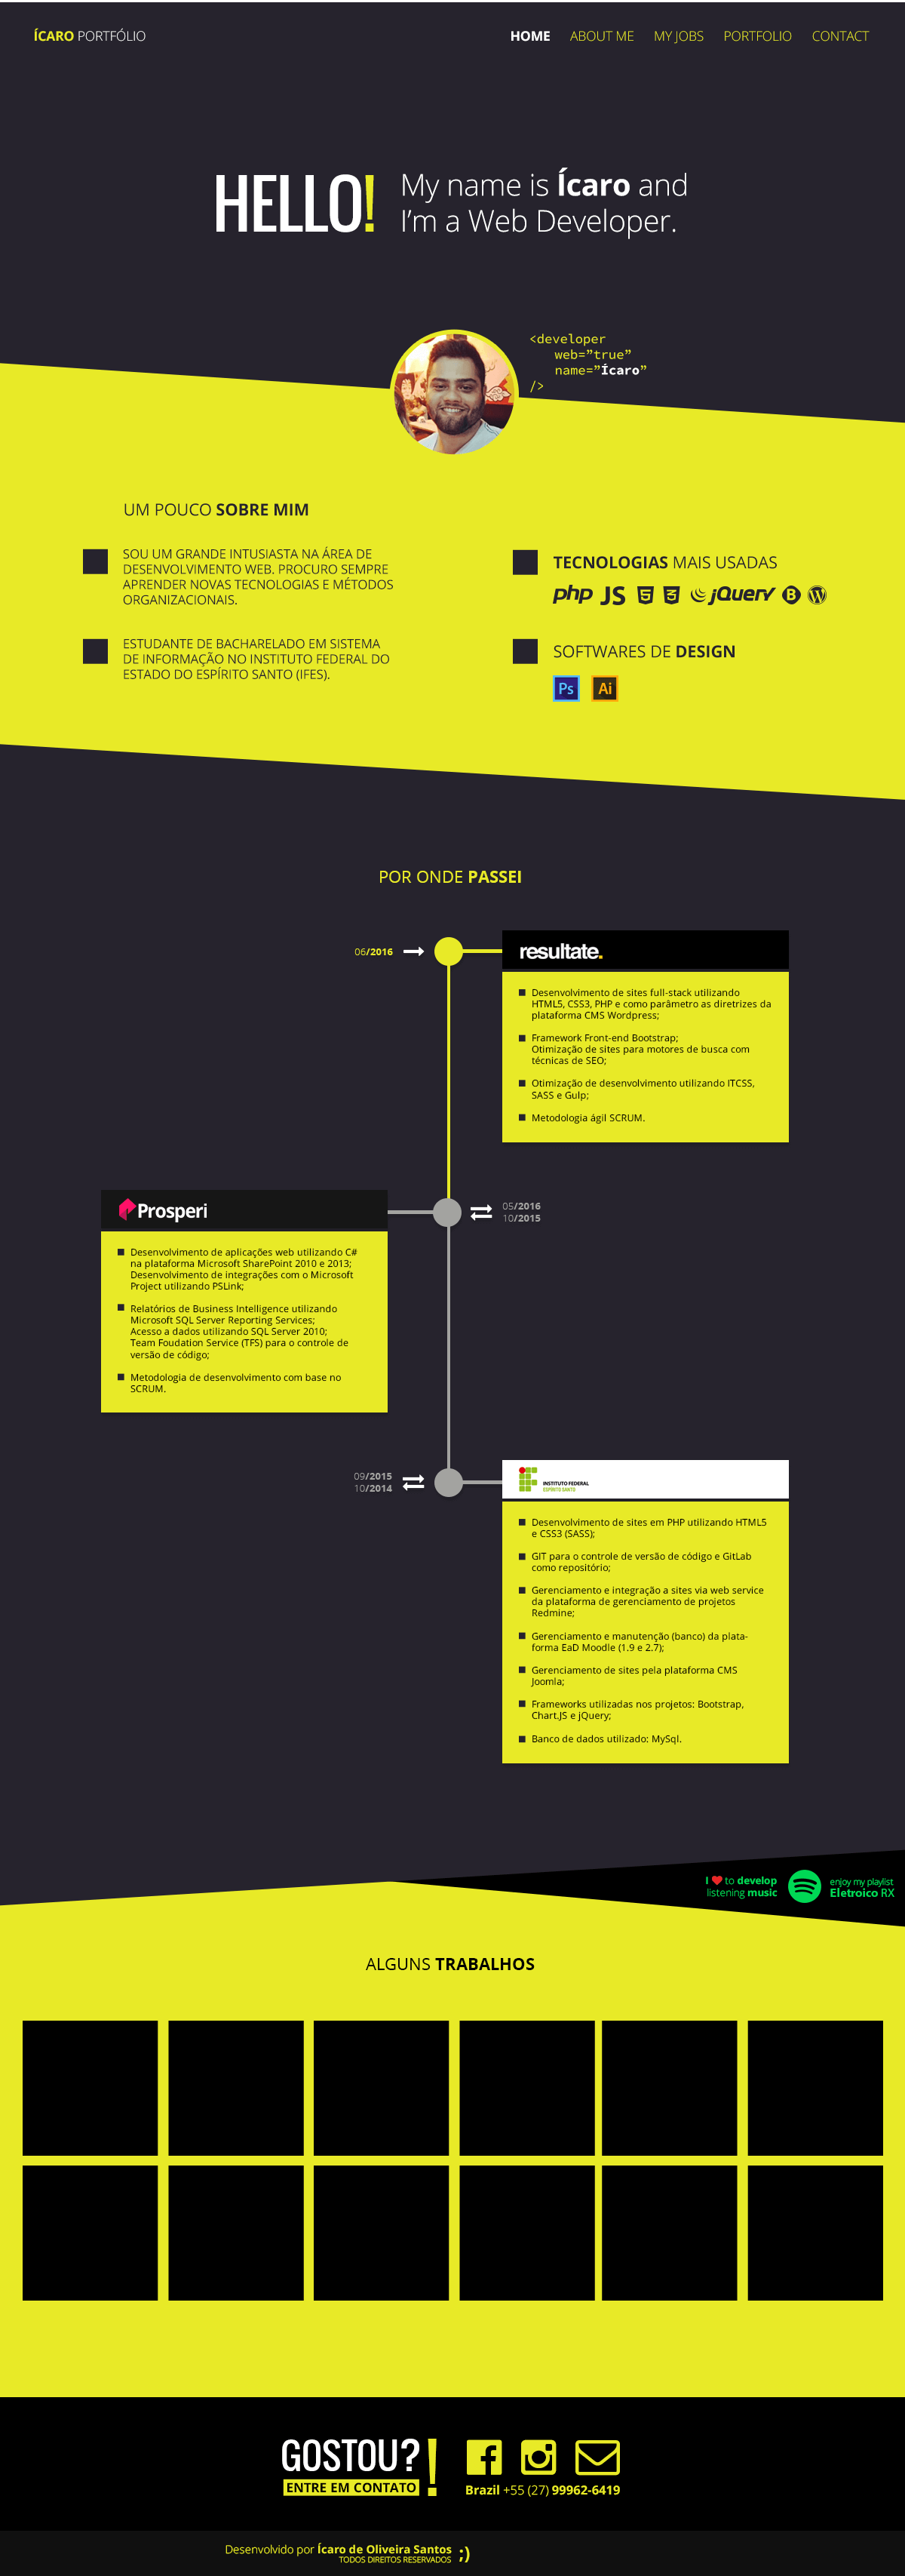 ÍCARO PORTFÓLIO
HOME ABOUT ME MY JOBS PORTFOLIO CONTACT
HELLO!
My name is Ícaro and
I’m a Web Developer.
<developer
web=”true”
name=”Ícaro”
/>
UM POUCO SOBRE MIM
SOU UM GRANDE INTUSIASTA NA ÁREA DE
DESENVOLVIMENTO WEB. PROCURO SEMPRE
APRENDER NOVAS TECNOLOGIAS E MÉTODOS
ORGANIZACIONAIS.
ESTUDANTE DE BACHARELADO EM SISTEMA
DE INFORMAÇÃO NO INSTITUTO FEDERAL DO
ESTADO DO ESPÍRITO SANTO (IFES).
TECNOLOGIAS MAIS USADAS
php JS 5 3 jQuery B W
SOFTWARES DE DESIGN
Ps Ai
POR ONDE PASSEI
06/2016
resultate.
Desenvolvimento de sites full-stack utilizando
HTML5, CSS3, PHP e como parâmetro as diretrizes da
plataforma CMS Wordpress;
Framework Front-end Bootstrap;
Otimização de sites para motores de busca com
técnicas de SEO;
Otimização de desenvolvimento utilizando ITCSS,
SASS e Gulp;
Metodologia ágil SCRUM.
05/2016
10/2015
Prosperi
Desenvolvimento de aplicações web utilizando C#
na plataforma Microsoft SharePoint 2010 e 2013;
Desenvolvimento de integrações com o Microsoft
Project utilizando PSLink;
Relatórios de Business Intelligence utilizando
Microsoft SQL Server Reporting Services;
Acesso a dados utilizando SQL Server 2010;
Team Foudation Service (TFS) para o controle de
versão de código;
Metodologia de desenvolvimento com base no
SCRUM.
09/2015
10/2014
INSTITUTO FEDERAL
ESPÍRITO SANTO
Desenvolvimento de sites em PHP utilizando HTML5
e CSS3 (SASS);
GIT para o controle de versão de código e GitLab
como repositório;
Gerenciamento e integração a sites via web service
da plataforma de gerenciamento de projetos
Redmine;
Gerenciamento e manutenção (banco) da plata-
forma EaD Moodle (1.9 e 2.7);
Gerenciamento de sites pela plataforma CMS
Joomla;
Frameworks utilizadas nos projetos: Bootstrap,
Chart.JS e jQuery;
Banco de dados utilizado: MySql.
I ❤ to develop
listening music
enjoy my playlist
Eletroico RX
ALGUNS TRABALHOS
GOSTOU?!
ENTRE EM CONTATO
Brazil +55 (27) 99962-6419
Desenvolvido por Ícaro de Oliveira Santos ;)
TODOS DIREITOS RESERVADOS